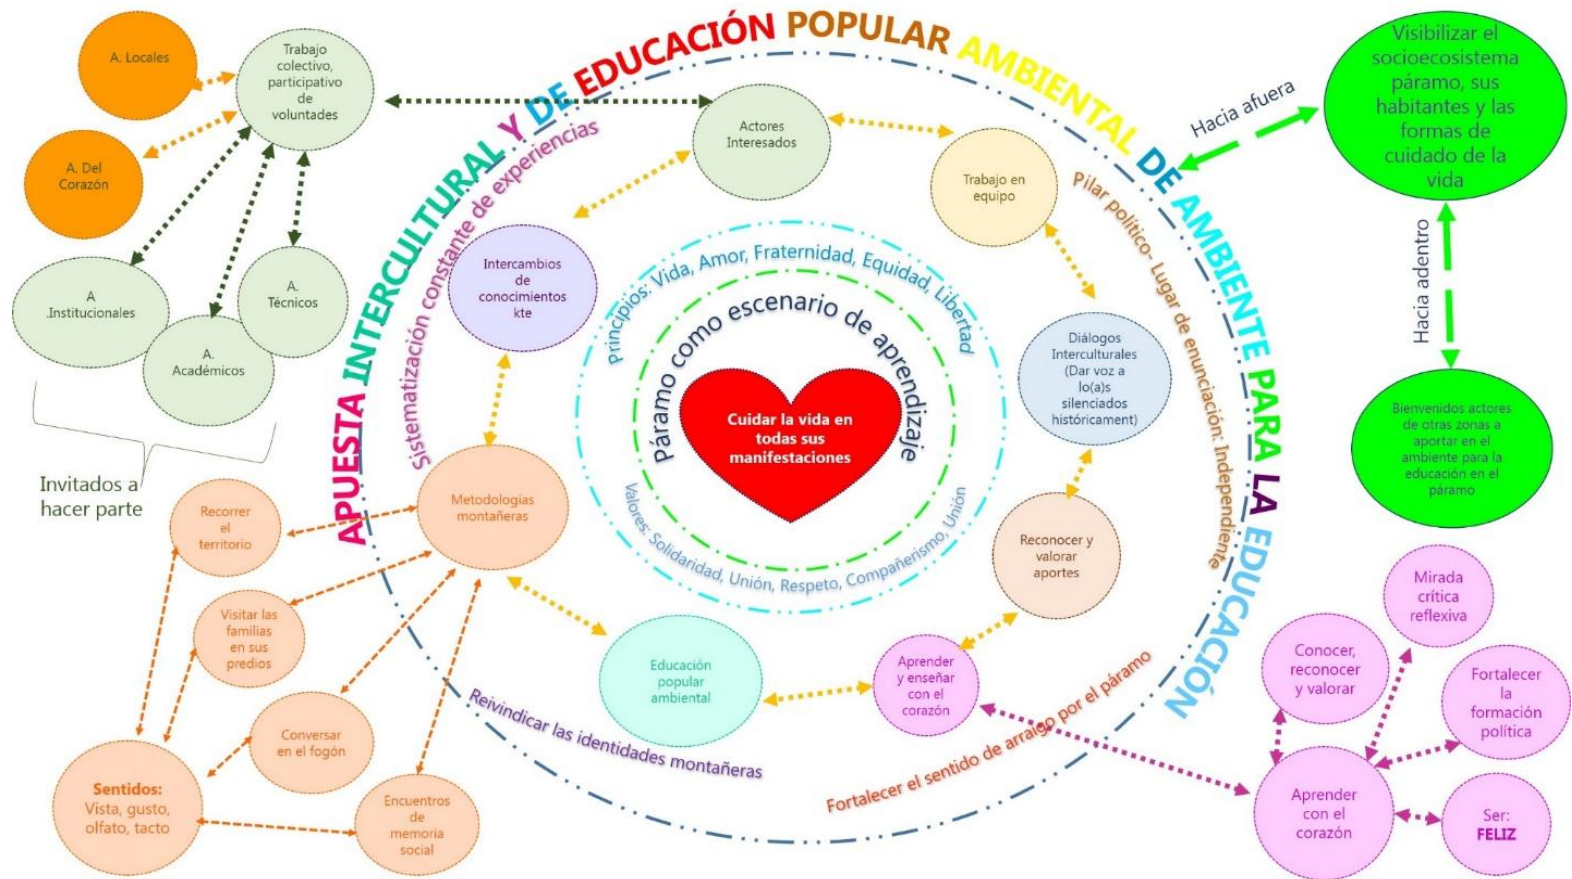 APUESTA INTERCULTURAL Y DE EDUCACIÓN POPULAR AMBIENTAL DE AMBIENTE PARA LA EDUCACIÓN
A. Locales
A. Del
Corazón
Trabajo
colectivo,
participativo
de
voluntades
A
.Institucionales
A.
Académicos
A.
Técnicos
Invitados a
hacer parte
Sistematización constante de experiencias
Pilar político- Lugar de enunciación: Independiente
Fortalecer el sentido de arraigo por el páramo
Reivindicar las identidades montañeras
Actores
Interesados
Trabajo en
equipo
Diálogos
Interculturales
(Dar voz a
lo(a)s
silenciados
históricament)
Reconocer y
valorar
aportes
Aprender
y enseñar
con el
corazón
Educación
popular
ambiental
Metodologías
montañeras
Intercambios
de
conocimientos
kte
Principios: Vida, Amor, Fraternidad, Equidad, Libertad
Valores: Solidaridad, Unión, Respeto, Compañerismo, Unión
Páramo como escenario de aprendizaje
Cuidar la vida en
todas sus
manifestaciones
Hacia afuera
Visibilizar el
socioecosistema
páramo, sus
habitantes y las
formas de
cuidado de la
vida
Hacia adentro
Bienvenidos actores
de otras zonas a
aportar en el
ambiente para la
educación en el
páramo
Recorrer
el
territorio
Visitar las
familias
en sus
predios
Conversar
en el fogón
Encuentros
de
memoria
social
Sentidos:
Vista, gusto,
olfato, tacto
Mirada
crítica
reflexiva
Conocer,
reconocer
y valorar
Fortalecer
la
formación
política
Aprender
con el
corazón
Ser:
FELIZ